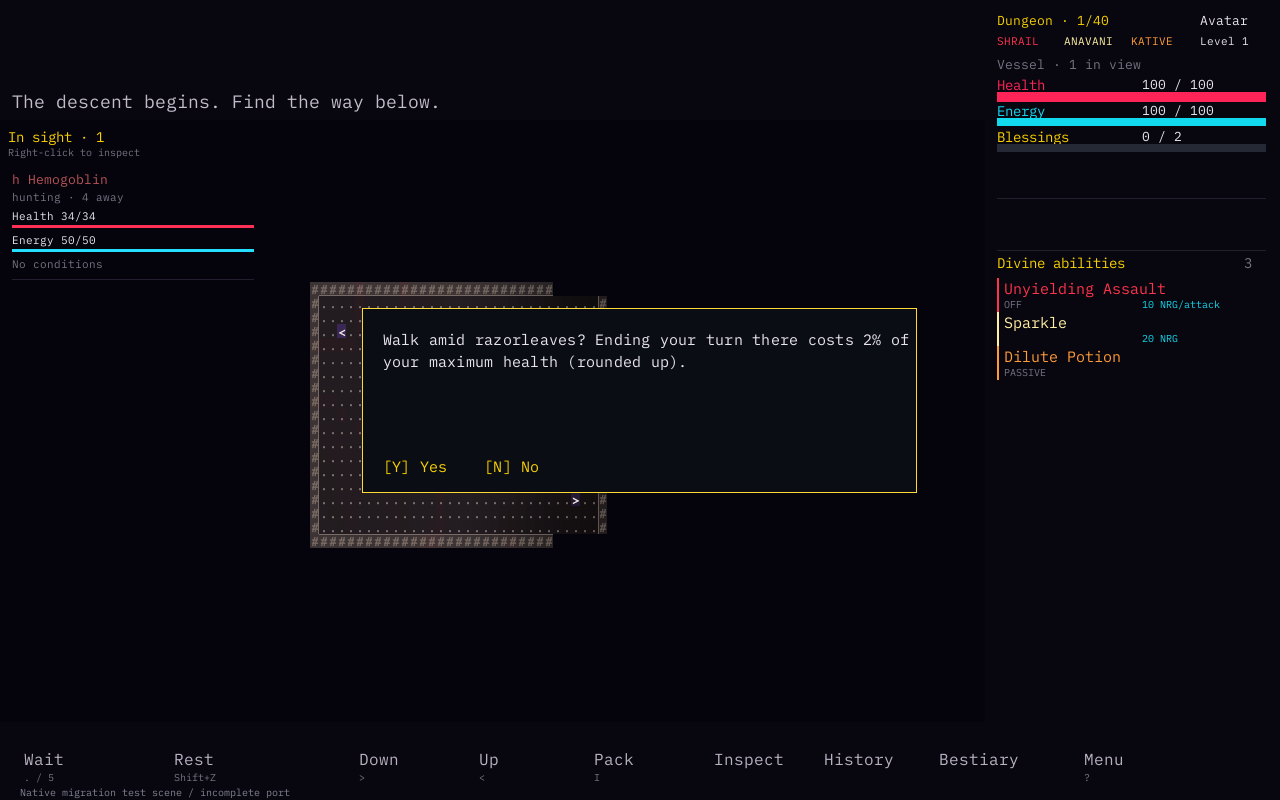 Dungeon · 1/40 Avatar
SHRAIL ANAVANI KATIVE Level 1
Vessel · 1 in view
Health 100 / 100
Energy 100 / 100
Blessings 0 / 2
The descent begins. Find the way below.
In sight · 1
Right-click to inspect
h Hemogoblin
hunting · 4 away
Health 34/34
Energy 50/50
No conditions
Divine abilities 3
Unyielding Assault
OFF 10 NRG/attack
Sparkle
20 NRG
Dilute Potion
PASSIVE
<
Walk amid razorleaves? Ending your turn there costs 2% of
your maximum health (rounded up).
[Y] Yes [N] No
>
Wait Rest Down Up Pack Inspect History Bestiary Menu
. / 5 Shift+Z > < I ?
Native migration test scene / incomplete port